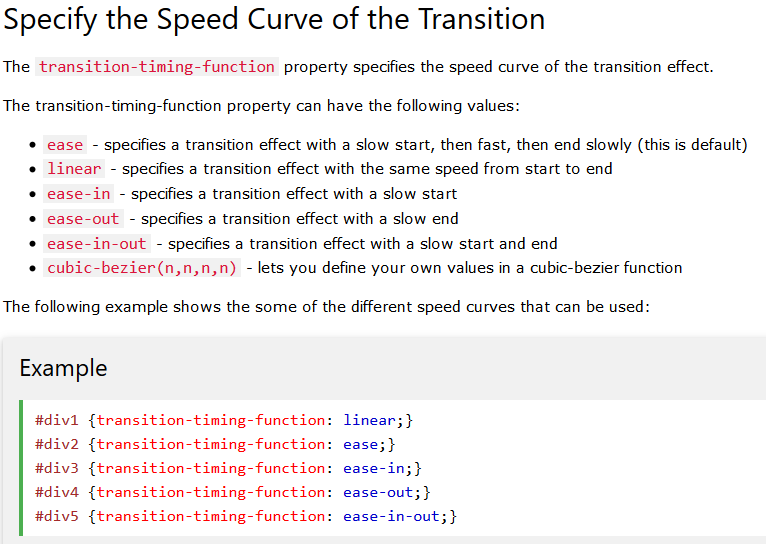 Specify the Speed Curve of the Transition
The transition-timing-function property specifies the speed curve of the transition effect.
The transition-timing-function property can have the following values:
• ease - specifies a transition effect with a slow start, then fast, then end slowly (this is default)
• linear - specifies a transition effect with the same speed from start to end
• ease-in - specifies a transition effect with a slow start
• ease-out - specifies a transition effect with a slow end
• ease-in-out - specifies a transition effect with a slow start and end
• cubic-bezier(n,n,n,n) - lets you define your own values in a cubic-bezier function
The following example shows the some of the different speed curves that can be used:
Example
#div1 {transition-timing-function: linear;}
#div2 {transition-timing-function: ease;}
#div3 {transition-timing-function: ease-in;}
#div4 {transition-timing-function: ease-out;}
#div5 {transition-timing-function: ease-in-out;}